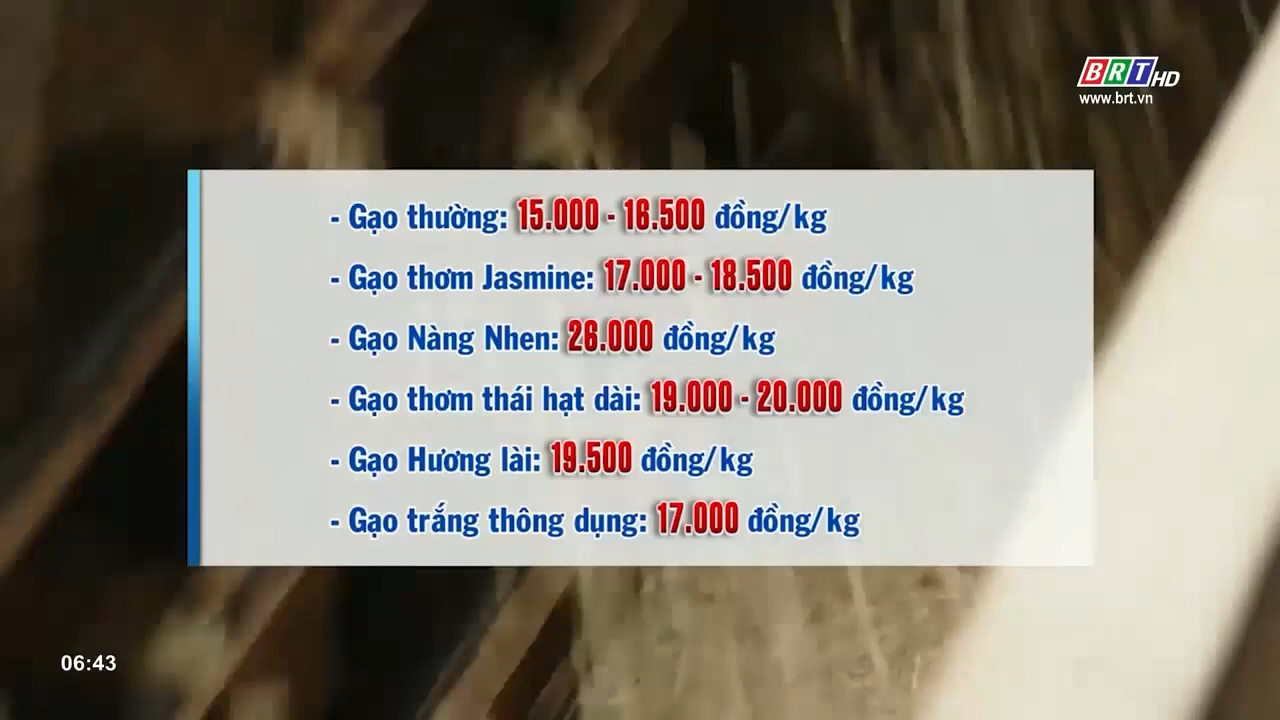 BRT HD
www.brt.vn
- Gạo thường: 15.000 - 16.500 đồng/kg
- Gạo thơm Jasmine: 17.000 - 18.500 đồng/kg
- Gạo Nàng Nhen: 26.000 đồng/kg
- Gạo thơm thái hạt dài: 19.000 - 20.000 đồng/kg
- Gạo Hương lài: 19.500 đồng/kg
- Gạo trắng thông dụng: 17.000 đồng/kg
06:43